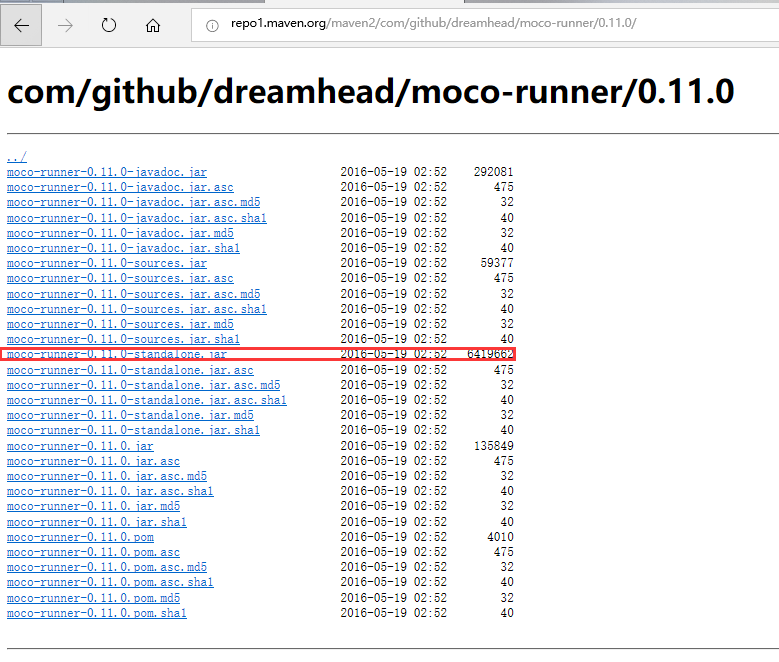 repo1.maven.org/maven2/com/github/dreamhead/moco-runner/0.11.0/
com/github/dreamhead/moco-runner/0.11.0
../
moco-runner-0.11.0-javadoc.jar 2016-05-19 02:52 292081
moco-runner-0.11.0-javadoc.jar.asc 2016-05-19 02:52 475
moco-runner-0.11.0-javadoc.jar.asc.md5 2016-05-19 02:52 32
moco-runner-0.11.0-javadoc.jar.asc.sha1 2016-05-19 02:52 40
moco-runner-0.11.0-javadoc.jar.md5 2016-05-19 02:52 32
moco-runner-0.11.0-javadoc.jar.sha1 2016-05-19 02:52 40
moco-runner-0.11.0-sources.jar 2016-05-19 02:52 59377
moco-runner-0.11.0-sources.jar.asc 2016-05-19 02:52 475
moco-runner-0.11.0-sources.jar.asc.md5 2016-05-19 02:52 32
moco-runner-0.11.0-sources.jar.asc.sha1 2016-05-19 02:52 40
moco-runner-0.11.0-sources.jar.md5 2016-05-19 02:52 32
moco-runner-0.11.0-sources.jar.sha1 2016-05-19 02:52 40
moco-runner-0.11.0-standalone.jar 2016-05-19 02:52 6419662
moco-runner-0.11.0-standalone.jar.asc 2016-05-19 02:52 475
moco-runner-0.11.0-standalone.jar.asc.md5 2016-05-19 02:52 32
moco-runner-0.11.0-standalone.jar.asc.sha1 2016-05-19 02:52 40
moco-runner-0.11.0-standalone.jar.md5 2016-05-19 02:52 32
moco-runner-0.11.0-standalone.jar.sha1 2016-05-19 02:52 40
moco-runner-0.11.0.jar 2016-05-19 02:52 135849
moco-runner-0.11.0.jar.asc 2016-05-19 02:52 475
moco-runner-0.11.0.jar.asc.md5 2016-05-19 02:52 32
moco-runner-0.11.0.jar.asc.sha1 2016-05-19 02:52 40
moco-runner-0.11.0.jar.md5 2016-05-19 02:52 32
moco-runner-0.11.0.jar.sha1 2016-05-19 02:52 40
moco-runner-0.11.0.pom 2016-05-19 02:52 4010
moco-runner-0.11.0.pom.asc 2016-05-19 02:52 475
moco-runner-0.11.0.pom.asc.md5 2016-05-19 02:52 32
moco-runner-0.11.0.pom.asc.sha1 2016-05-19 02:52 40
moco-runner-0.11.0.pom.md5 2016-05-19 02:52 32
moco-runner-0.11.0.pom.sha1 2016-05-19 02:52 40